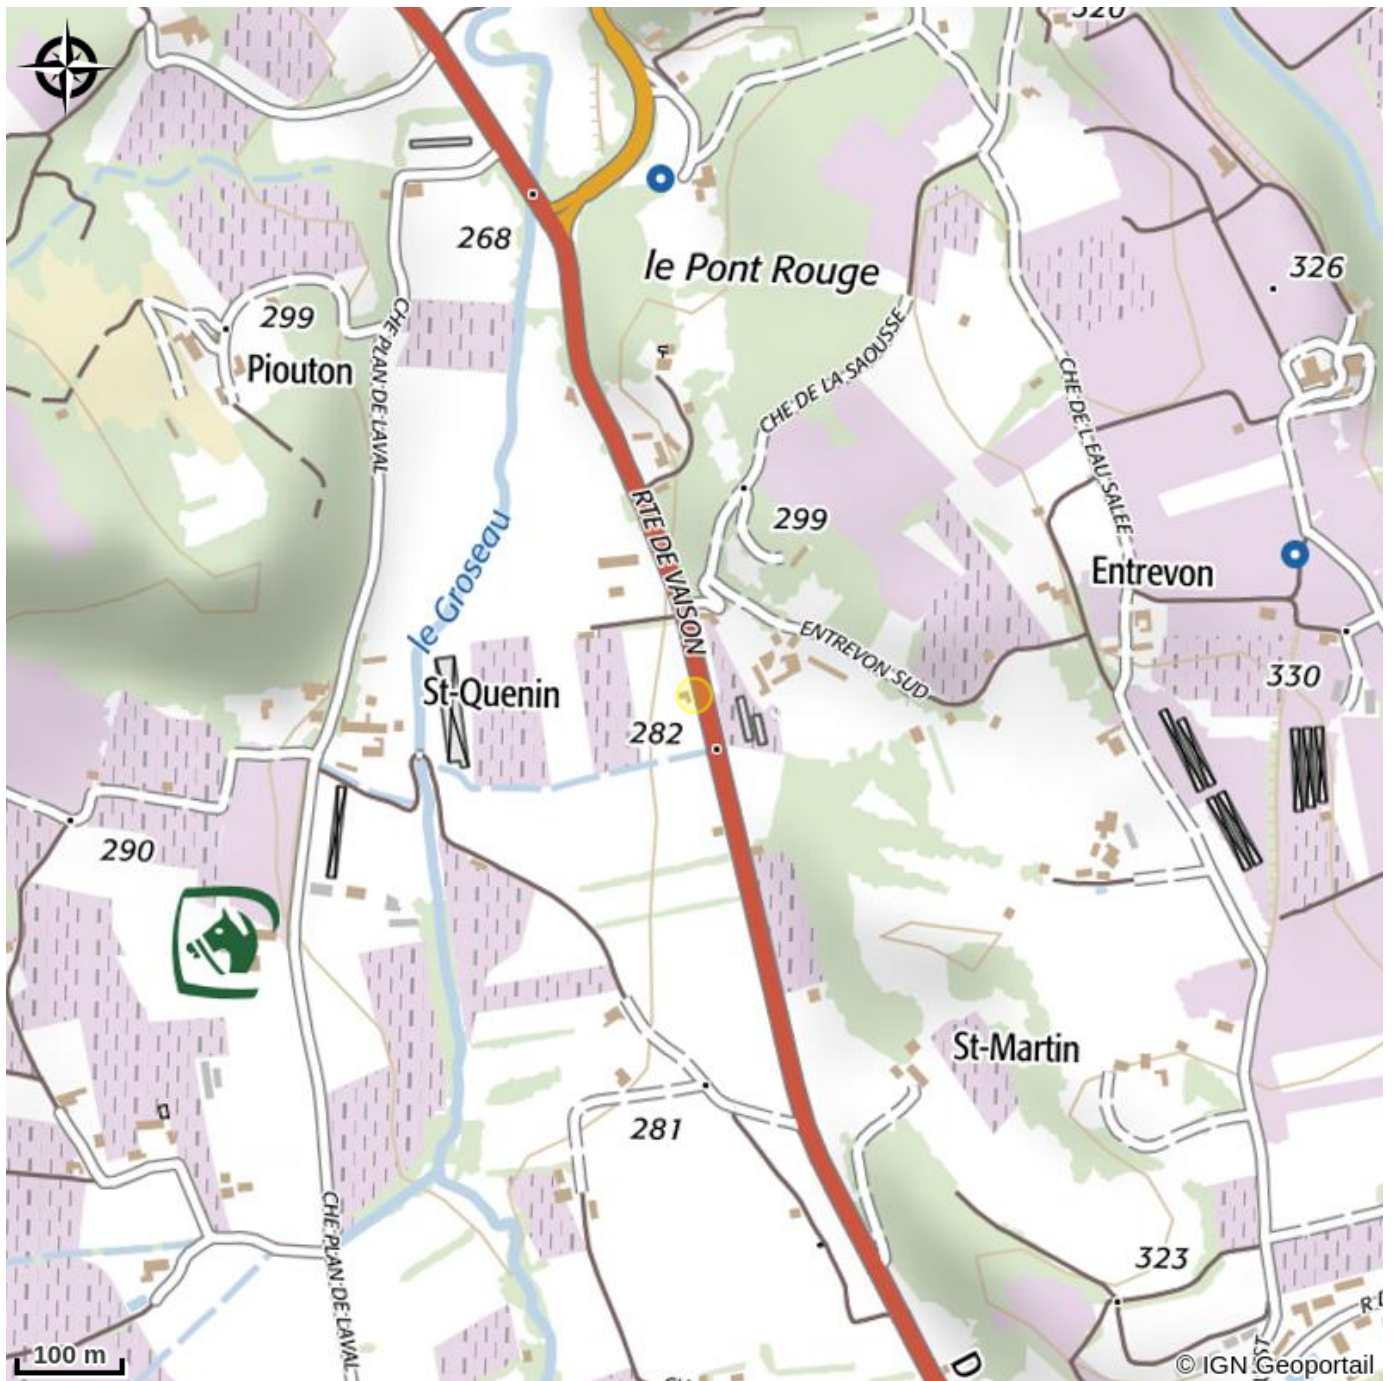 320
268
le Pont Rouge
326
299
Piouton
CHE PLAN DE LAVAL
CHE DE LA SAOUSSE
CHE DE L'EAU SALEE
RTE DE VAISON
299
le Groseau
Entrevon
ENTREVON SUD
St-Quenin
282
330
290
St-Martin
281
CHE PLAN DE LAVAL
323
100 m
D
© IGN Geoportail